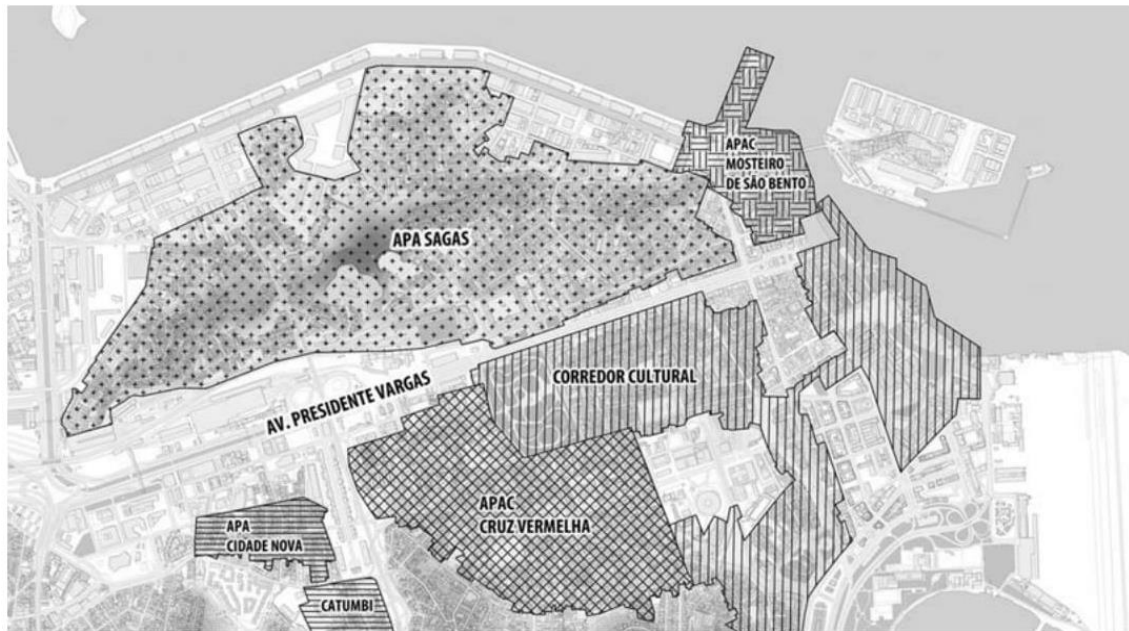 APAC
MOSTEIRO
DE SÃO BENTO
APA SAGAS
CORREDOR CULTURAL
AV. PRESIDENTE VARGAS
APAC
CRUZ VERMELHA
APA
CIDADE NOVA
CATUMBI